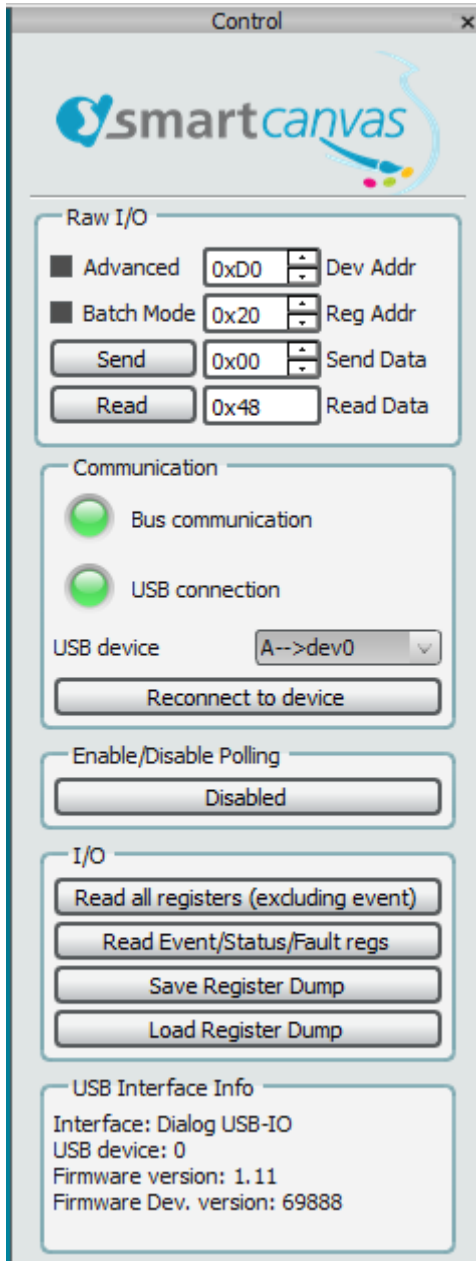 Control ×
smartcanvas
Raw I/O
Advanced 0xD0 Dev Addr
Batch Mode 0x20 Reg Addr
Send 0x00 Send Data
Read 0x48 Read Data
Communication
Bus communication
USB connection
USB device A-->dev0
Reconnect to device
Enable/Disable Polling
Disabled
I/O
Read all registers (excluding event)
Read Event/Status/Fault regs
Save Register Dump
Load Register Dump
USB Interface Info
Interface: Dialog USB-IO
USB device: 0
Firmware version: 1.11
Firmware Dev. version: 69888